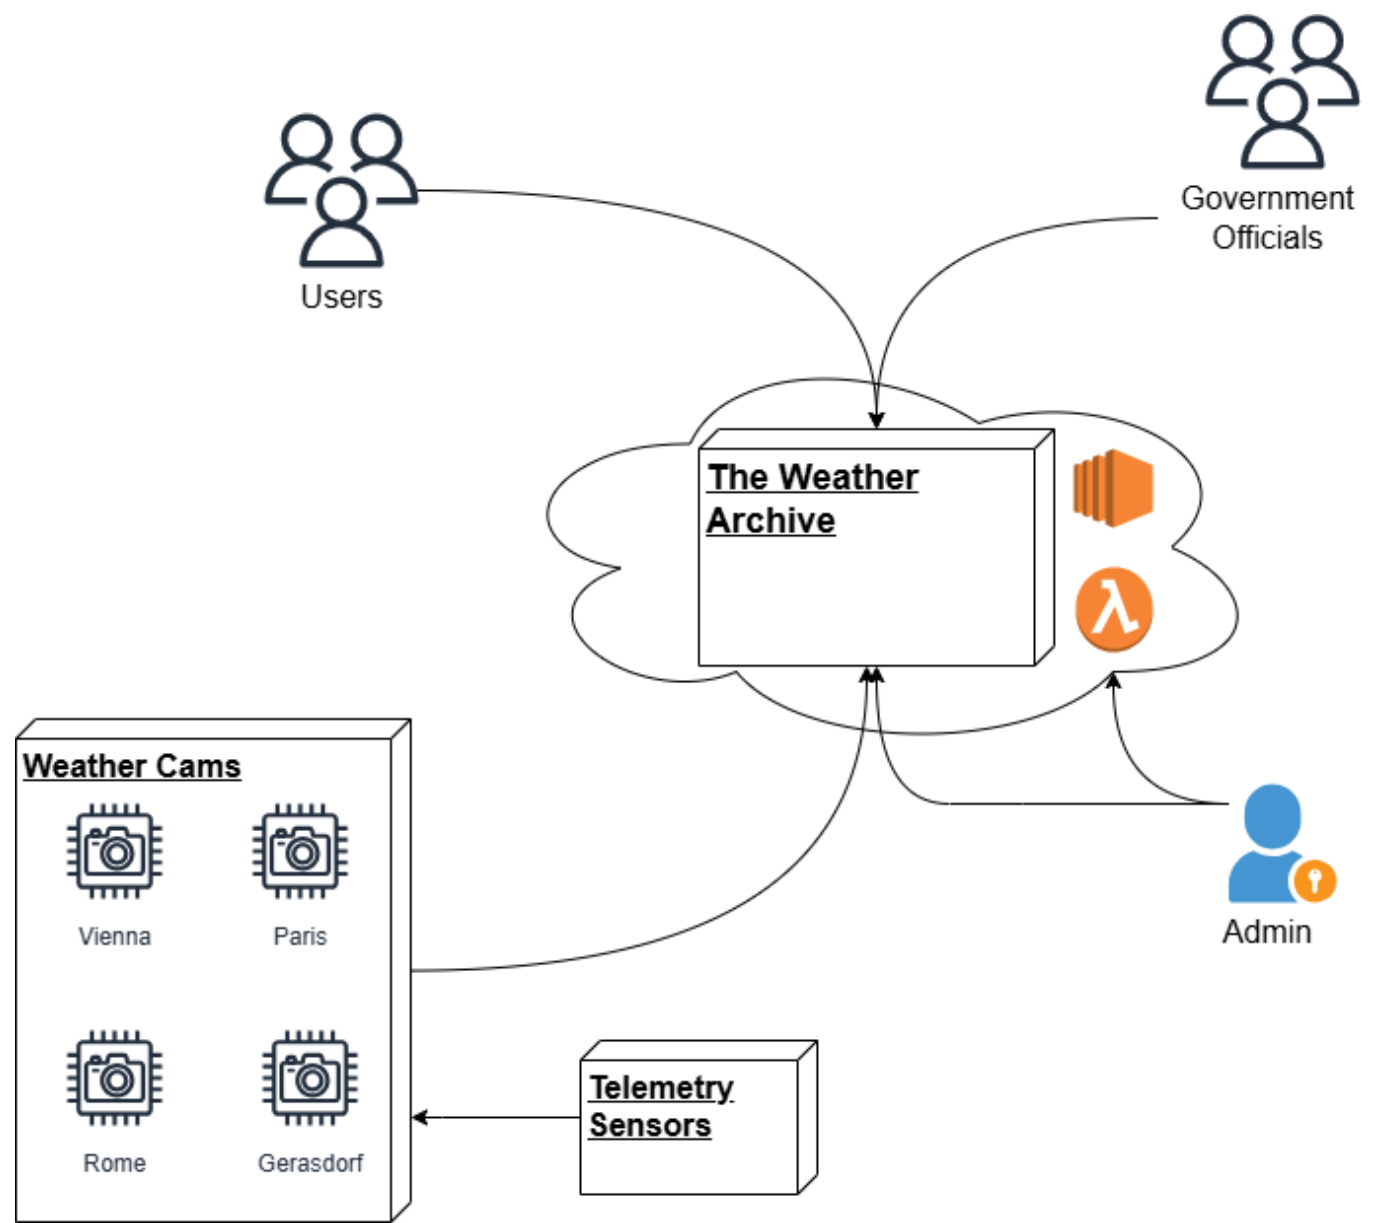 Government
Officials
Users
The Weather
Archive
λ
Weather Cams
Vienna
Paris
Admin
Rome
Gerasdorf
Telemetry
Sensors